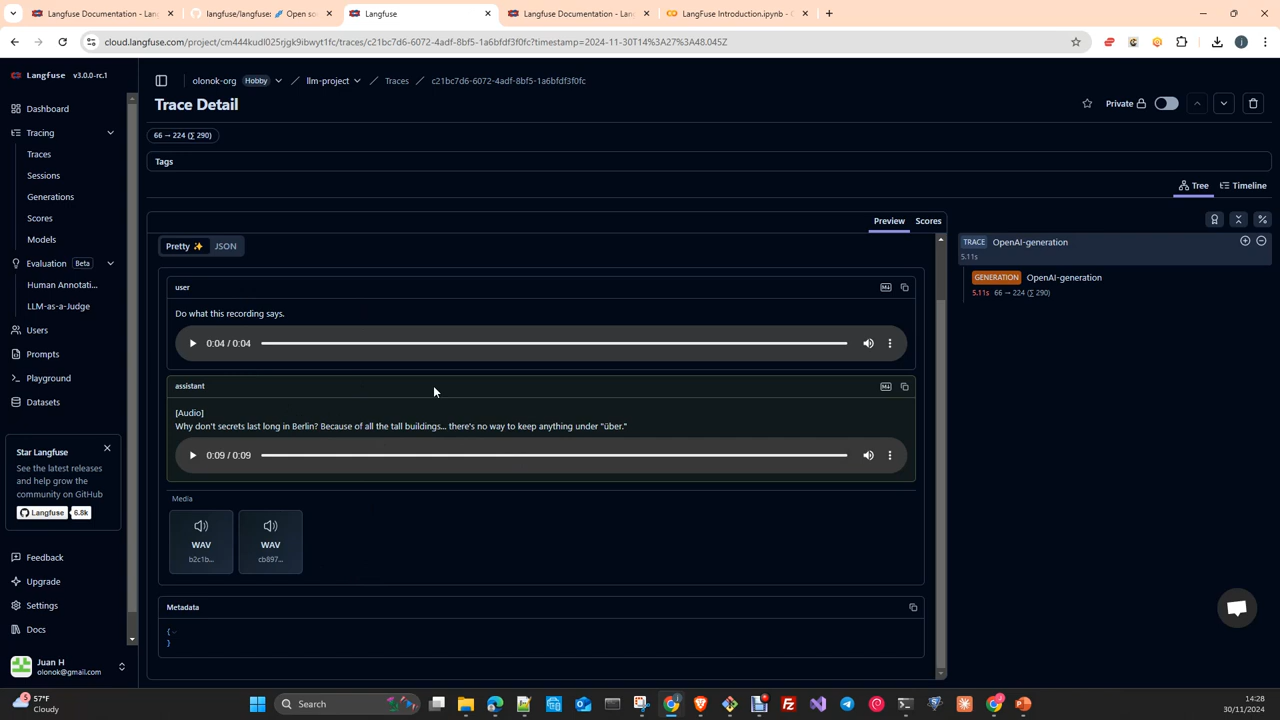 Langfuse Documentation - Lan
langfuse/langfuse: 🪢 Open so
Langfuse
Langfuse Documentation - Lan
LangFuse Introduction.ipynb - C
cloud.langfuse.com/project/cm444kudl025rjgk9ibwyt1fc/traces/c21bc7d6-6072-4adf-8bf5-1a6bfdf3f0fc?timestamp=2024-11-30T14%3A27%3A48.045Z
Langfuse v3.0.0-rc.1
olonok-org Hobby / llm-project / Traces / c21bc7d6-6072-4adf-8bf5-1a6bfdf3f0fc
Trace Detail
Private
66 → 224 (∑ 290)
Tags
Tree
Timeline
Dashboard
Tracing
Traces
Sessions
Generations
Scores
Models
Evaluation Beta
Human Annotati...
LLM-as-a-Judge
Users
Prompts
Playground
Datasets
Star Langfuse
See the latest releases
and help grow the
community on GitHub
Langfuse 6.8k
Feedback
Upgrade
Settings
Docs
Juan H
olonok@gmail.com
Preview
Scores
Pretty ✨ JSON
user
Do what this recording says.
0:04 / 0:04
assistant
[Audio]
Why don't secrets last long in Berlin? Because of all the tall buildings... there's no way to keep anything under "über."
0:09 / 0:09
Media
WAV
b2c1b...
WAV
cb897...
Metadata
{
}
TRACE OpenAI-generation
5.11s
GENERATION OpenAI-generation
5.11s 66 → 224 (∑ 290)
57°F
Cloudy
Search
14:28
30/11/2024